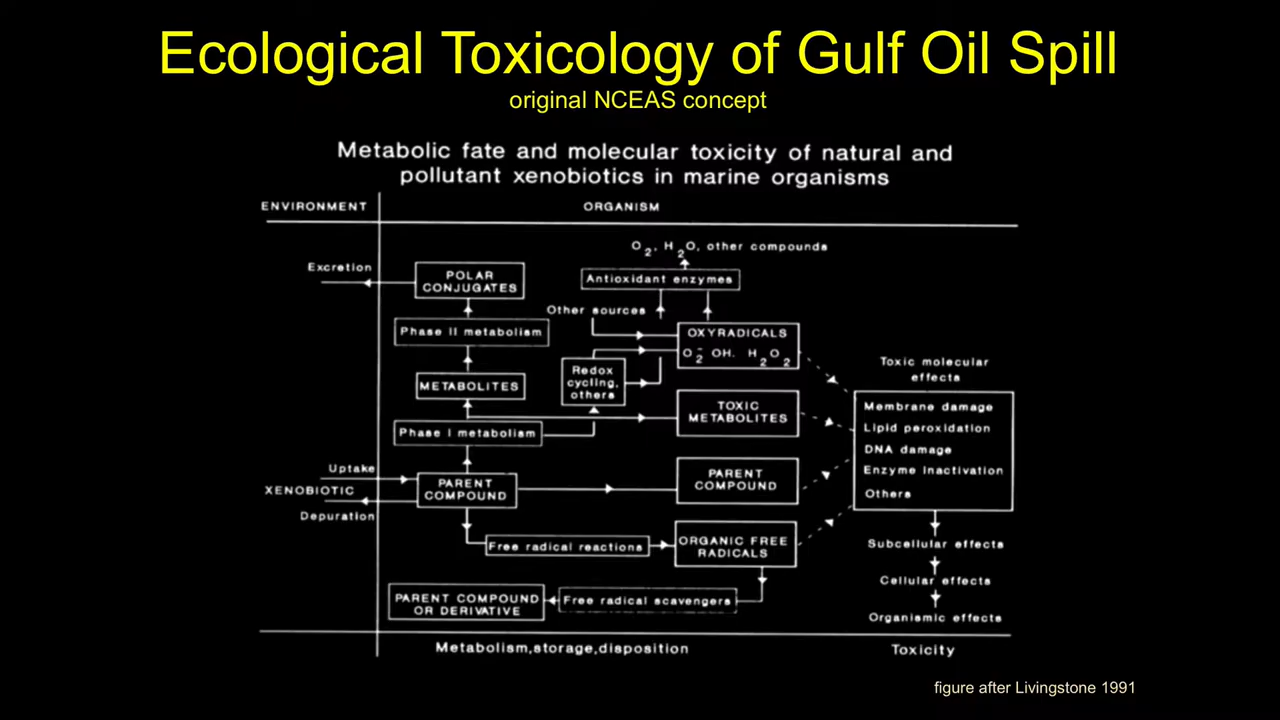 Ecological Toxicology of Gulf Oil Spill
original NCEAS concept
Metabolic fate and molecular toxicity of natural and
pollutant xenobiotics in marine organisms
ENVIRONMENT
ORGANISM
O2, H2O, other compounds
Excretion
POLAR
CONJUGATES
Antioxidant enzymes
Other sources
Phase II metabolism
OXYRADICALS
O2̄ OH. H2O2
Redox
cycling,
others
METABOLITES
Toxic molecular
effects
TOXIC
METABOLITES
Membrane damage
Lipid peroxidation
DNA damage
Enzyme inactivation
Others
Phase I metabolism
Uptake
XENOBIOTIC
Depuration
PARENT
COMPOUND
PARENT
COMPOUND
Free radical reactions
ORGANIC FREE
RADICALS
Subcellular effects
Cellular effects
Organismic effects
PARENT COMPOUND
OR DERIVATIVE
Free radical scavengers
Metabolism,storage,disposition
Toxicity
figure after Livingstone 1991